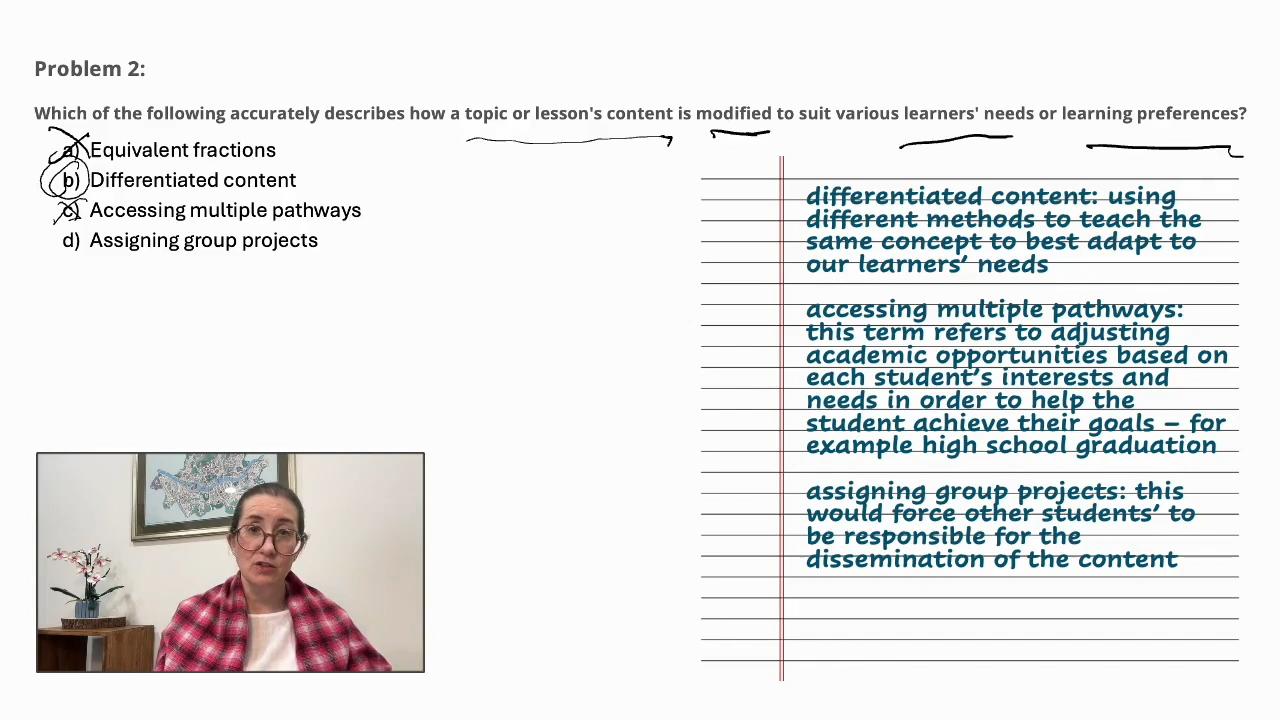 Problem 2:
Which of the following accurately describes how a topic or lesson's content is modified to suit various learners' needs or learning preferences?
a) Equivalent fractions
b) Differentiated content
c) Accessing multiple pathways
d) Assigning group projects
differentiated content: using
different methods to teach the
same concept to best adapt to
our learners' needs
accessing multiple pathways:
this term refers to adjusting
academic opportunities based on
each student's interests and
needs in order to help the
student achieve their goals – for
example high school graduation
assigning group projects: this
would force other students' to
be responsible for the
dissemination of the content